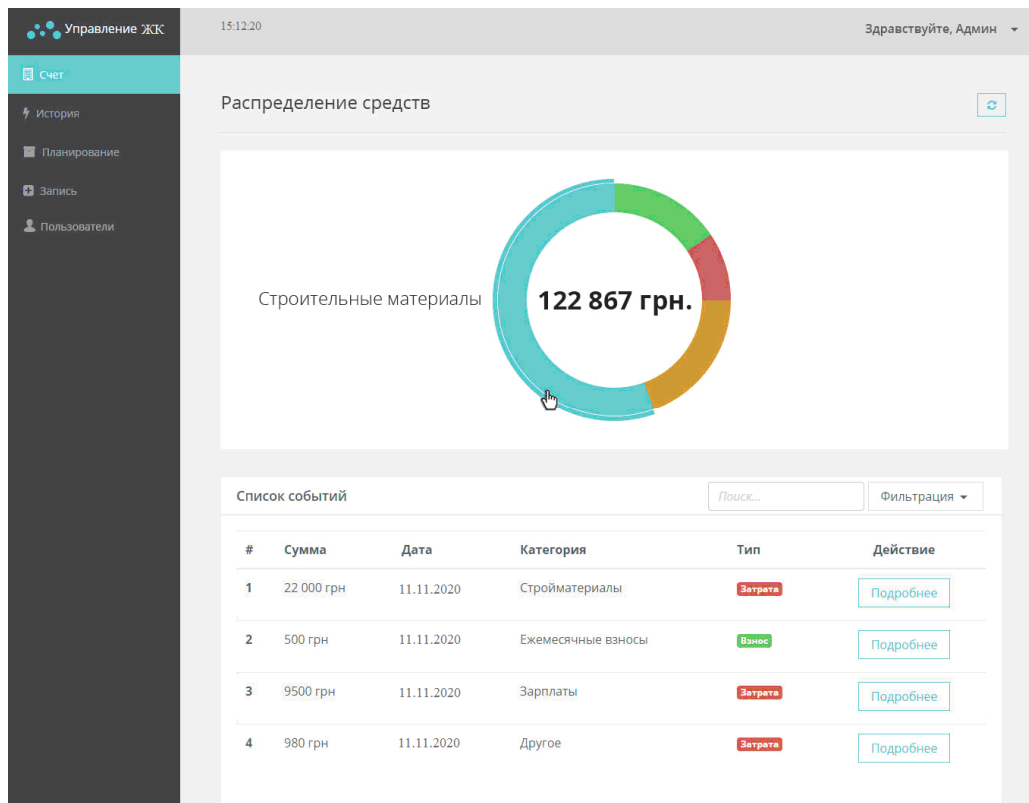 Управление ЖК
15:12:20
Здравствуйте, Админ
Счет
История
Планирование
Запись
Пользователи
Распределение средств
Строительные материалы
122 867 грн.
Список событий
Поиск...
Фильтрация
# Сумма Дата Категория Тип Действие
1 22 000 грн 11.11.2020 Стройматериалы Затрата Подробнее
2 500 грн 11.11.2020 Ежемесячные взносы Взнос Подробнее
3 9500 грн 11.11.2020 Зарплаты Затрата Подробнее
4 980 грн 11.11.2020 Другое Затрата Подробнее